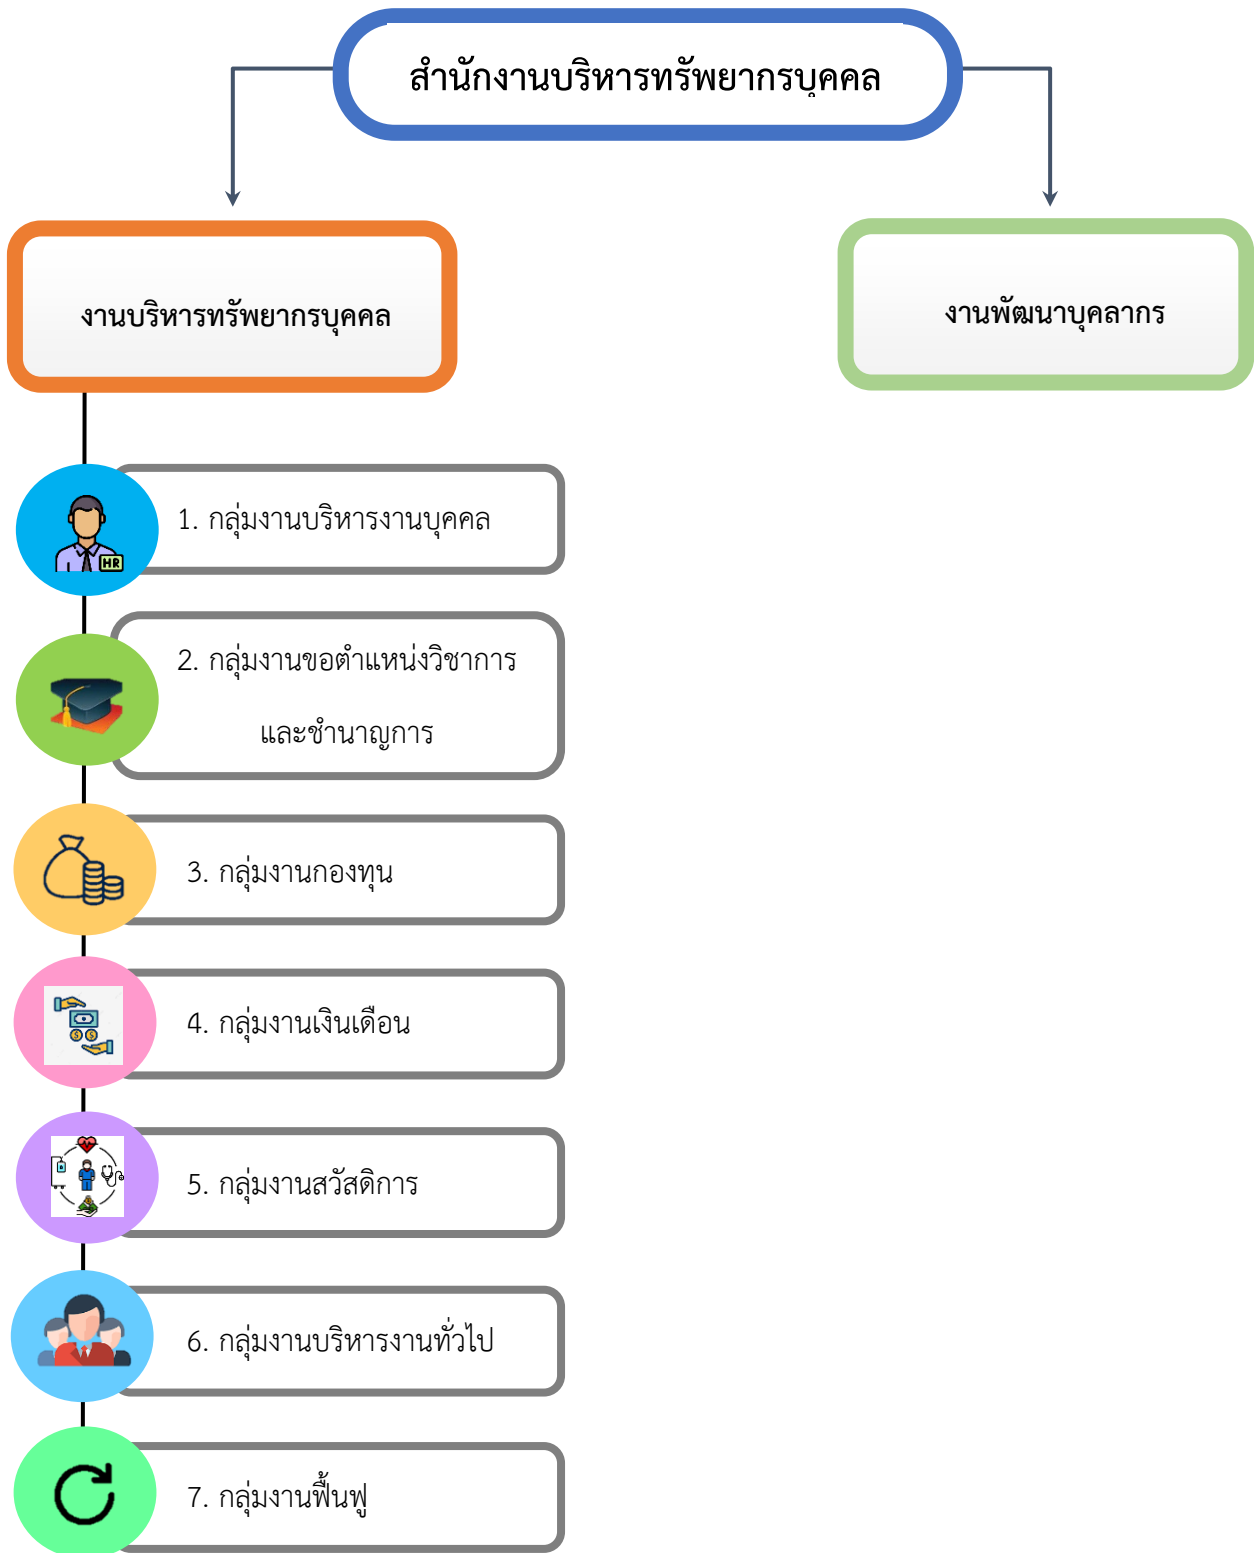 สำนักงานบริหารทรัพยากรบุคคล
งานบริหารทรัพยากรบุคคล
งานพัฒนาบุคลากร
1. กลุ่มงานบริหารงานบุคคล
HR
2. กลุ่มงานขอตำแหน่งวิชาการ
และชำนาญการ
3. กลุ่มงานกองทุน
4. กลุ่มงานเงินเดือน
5. กลุ่มงานสวัสดิการ
6. กลุ่มงานบริหารงานทั่วไป
7. กลุ่มงานฟื้นฟู